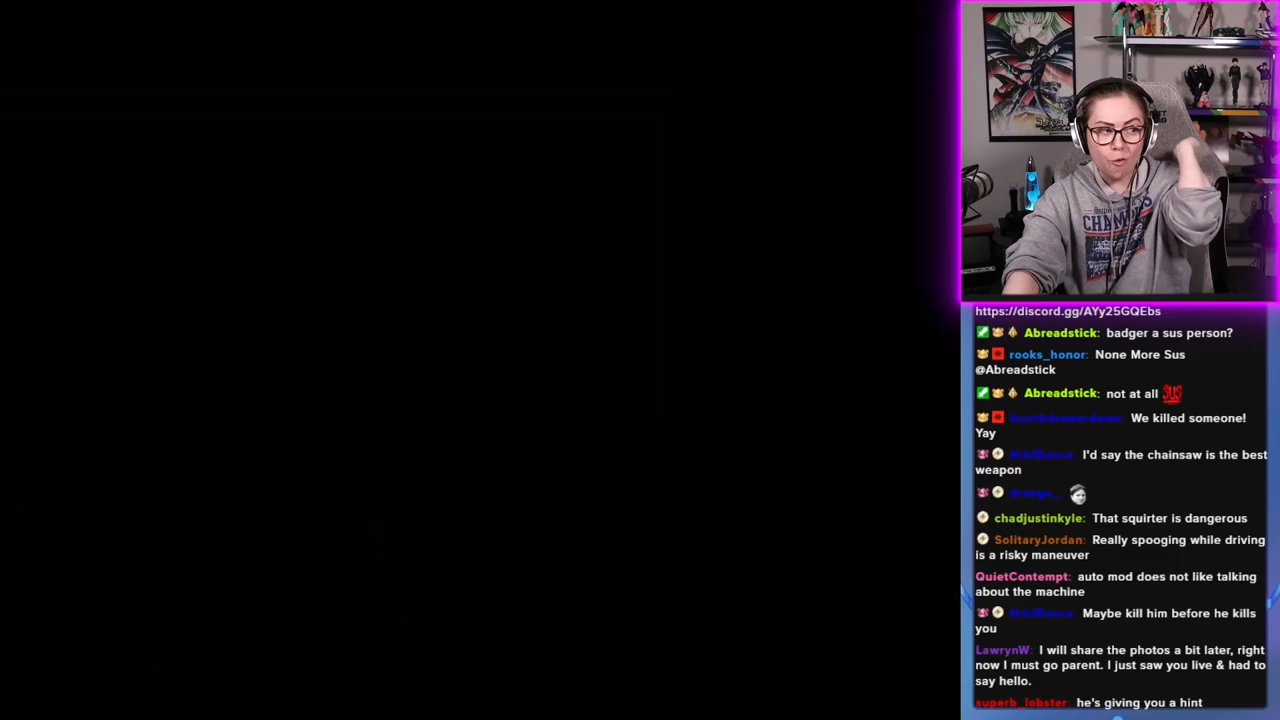 CHAMPIONS
https://discord.gg/AYy25GQEbs
Abreadstick: badger a sus person?
rooks_honor: None More Sus
@Abreadstick
Abreadstick: not at all SUS
fourthdrawerdown: We killed someone!
Yay
I'd say the chainsaw is the best
weapon
chadjustinkyle: That squirter is dangerous
SolitaryJordan: Really spooging while driving
is a risky maneuver
QuietContempt: auto mod does not like talking
about the machine
Maybe kill him before he kills
you
LawrynW: I will share the photos a bit later, right
now I must go parent. I just saw you live & had to
say hello.
superb_lobster: he's giving you a hint